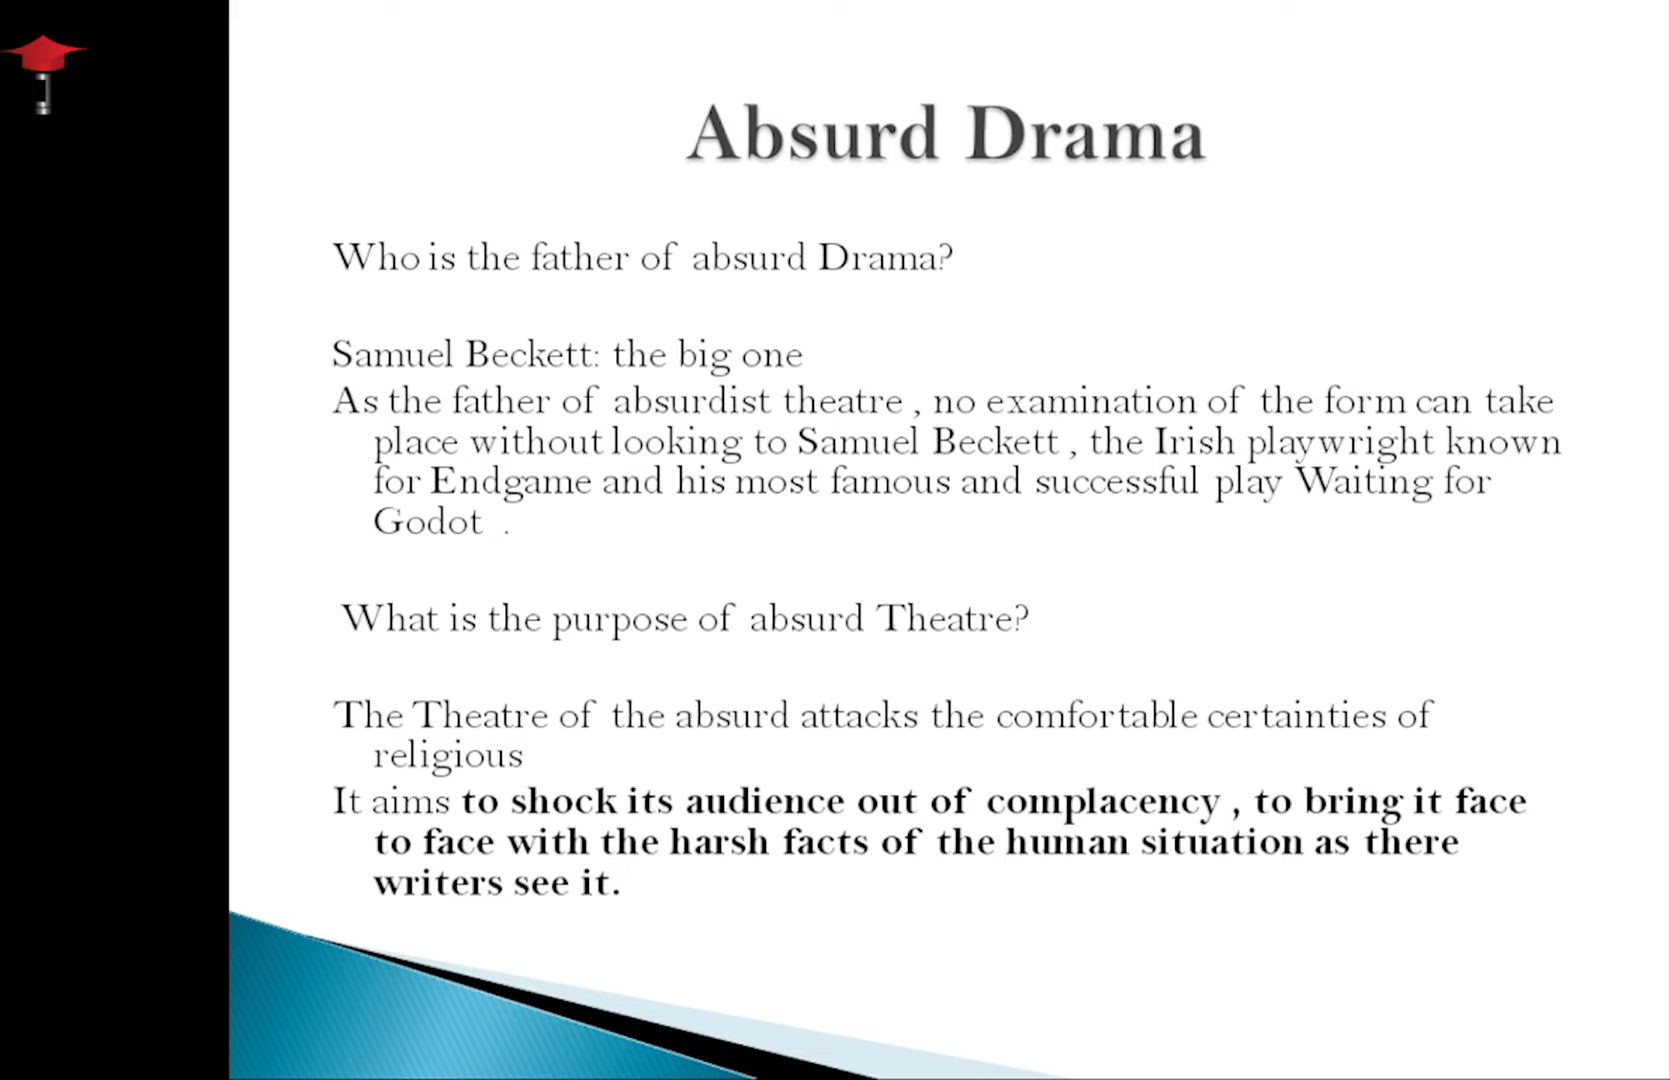 Absurd Drama
Who is the father of absurd Drama?
Samuel Beckett: the big one
As the father of absurdist theatre , no examination of the form can take
place without looking to Samuel Beckett , the Irish playwright known
for Endgame and his most famous and successful play Waiting for
Godot .
What is the purpose of absurd Theatre?
The Theatre of the absurd attacks the comfortable certainties of
religious
It aims to shock its audience out of complacency , to bring it face
to face with the harsh facts of the human situation as there
writers see it.